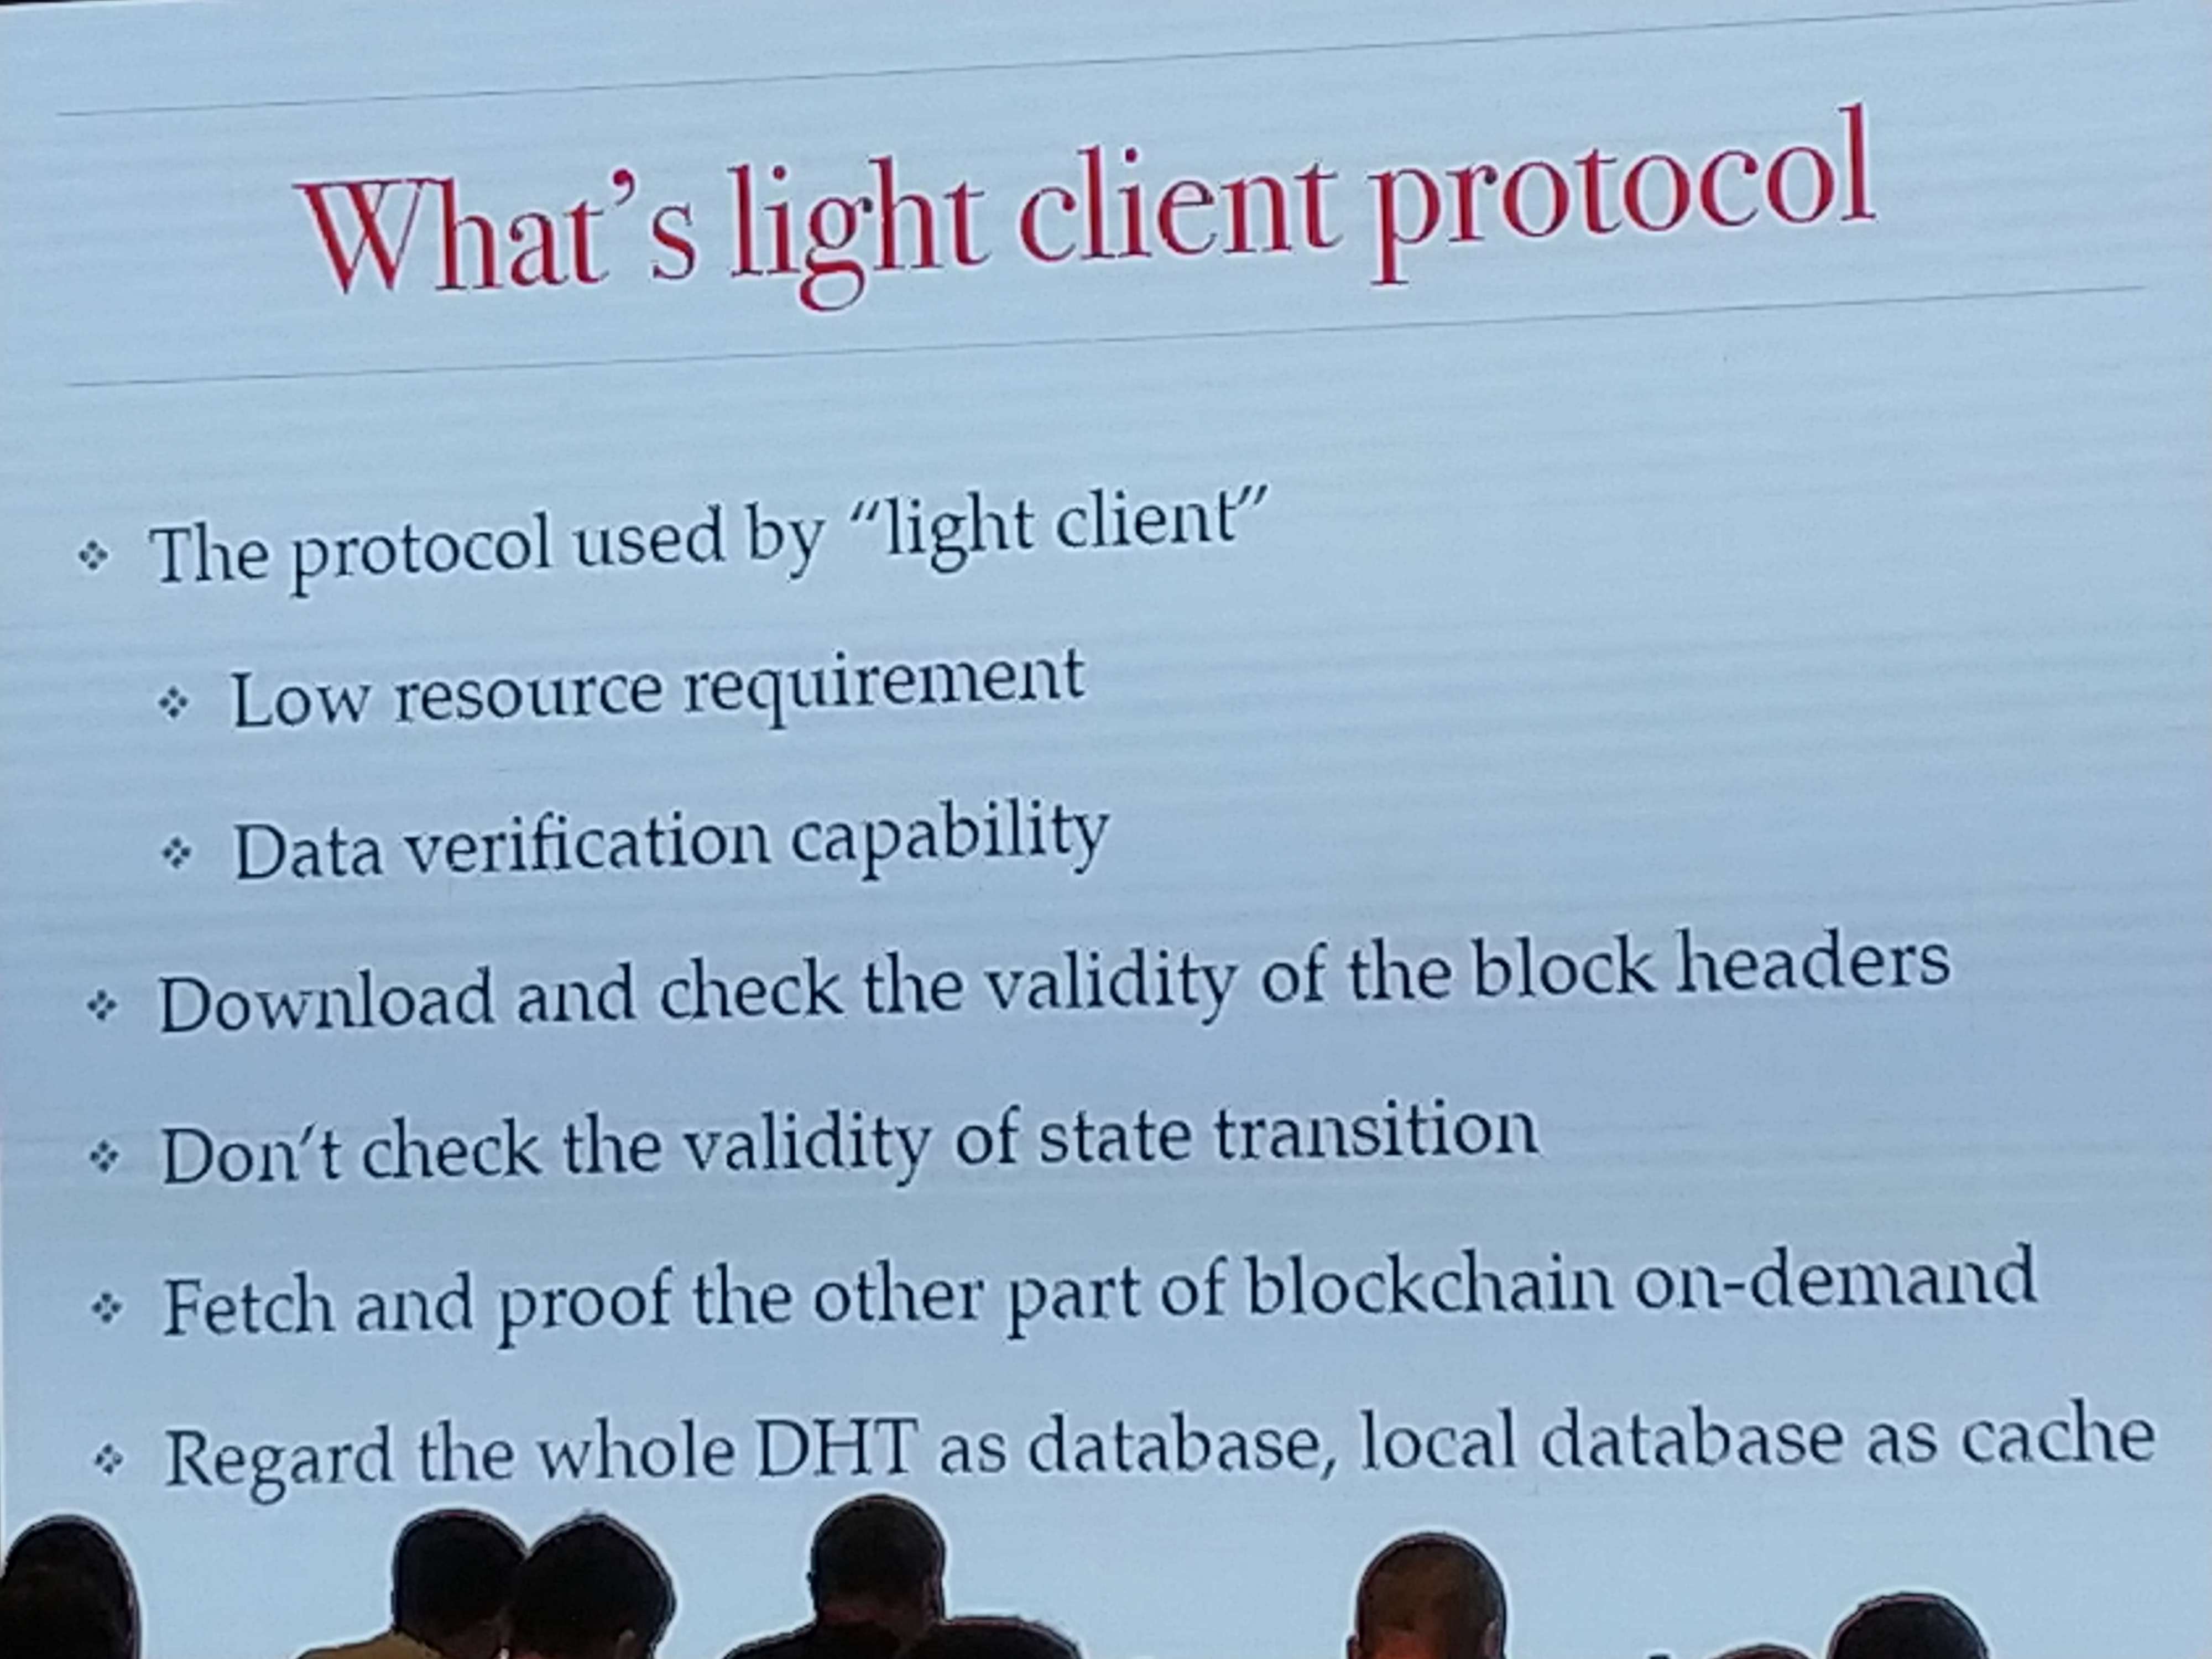 What's light client protocol
The protocol used by "light client"
Low resource requirement
Data verification capability
Download and check the validity of the block headers
Don't check the validity of state transition
Fetch and proof the other part of blockchain on-demand
Regard the whole DHT as database, local database as cache